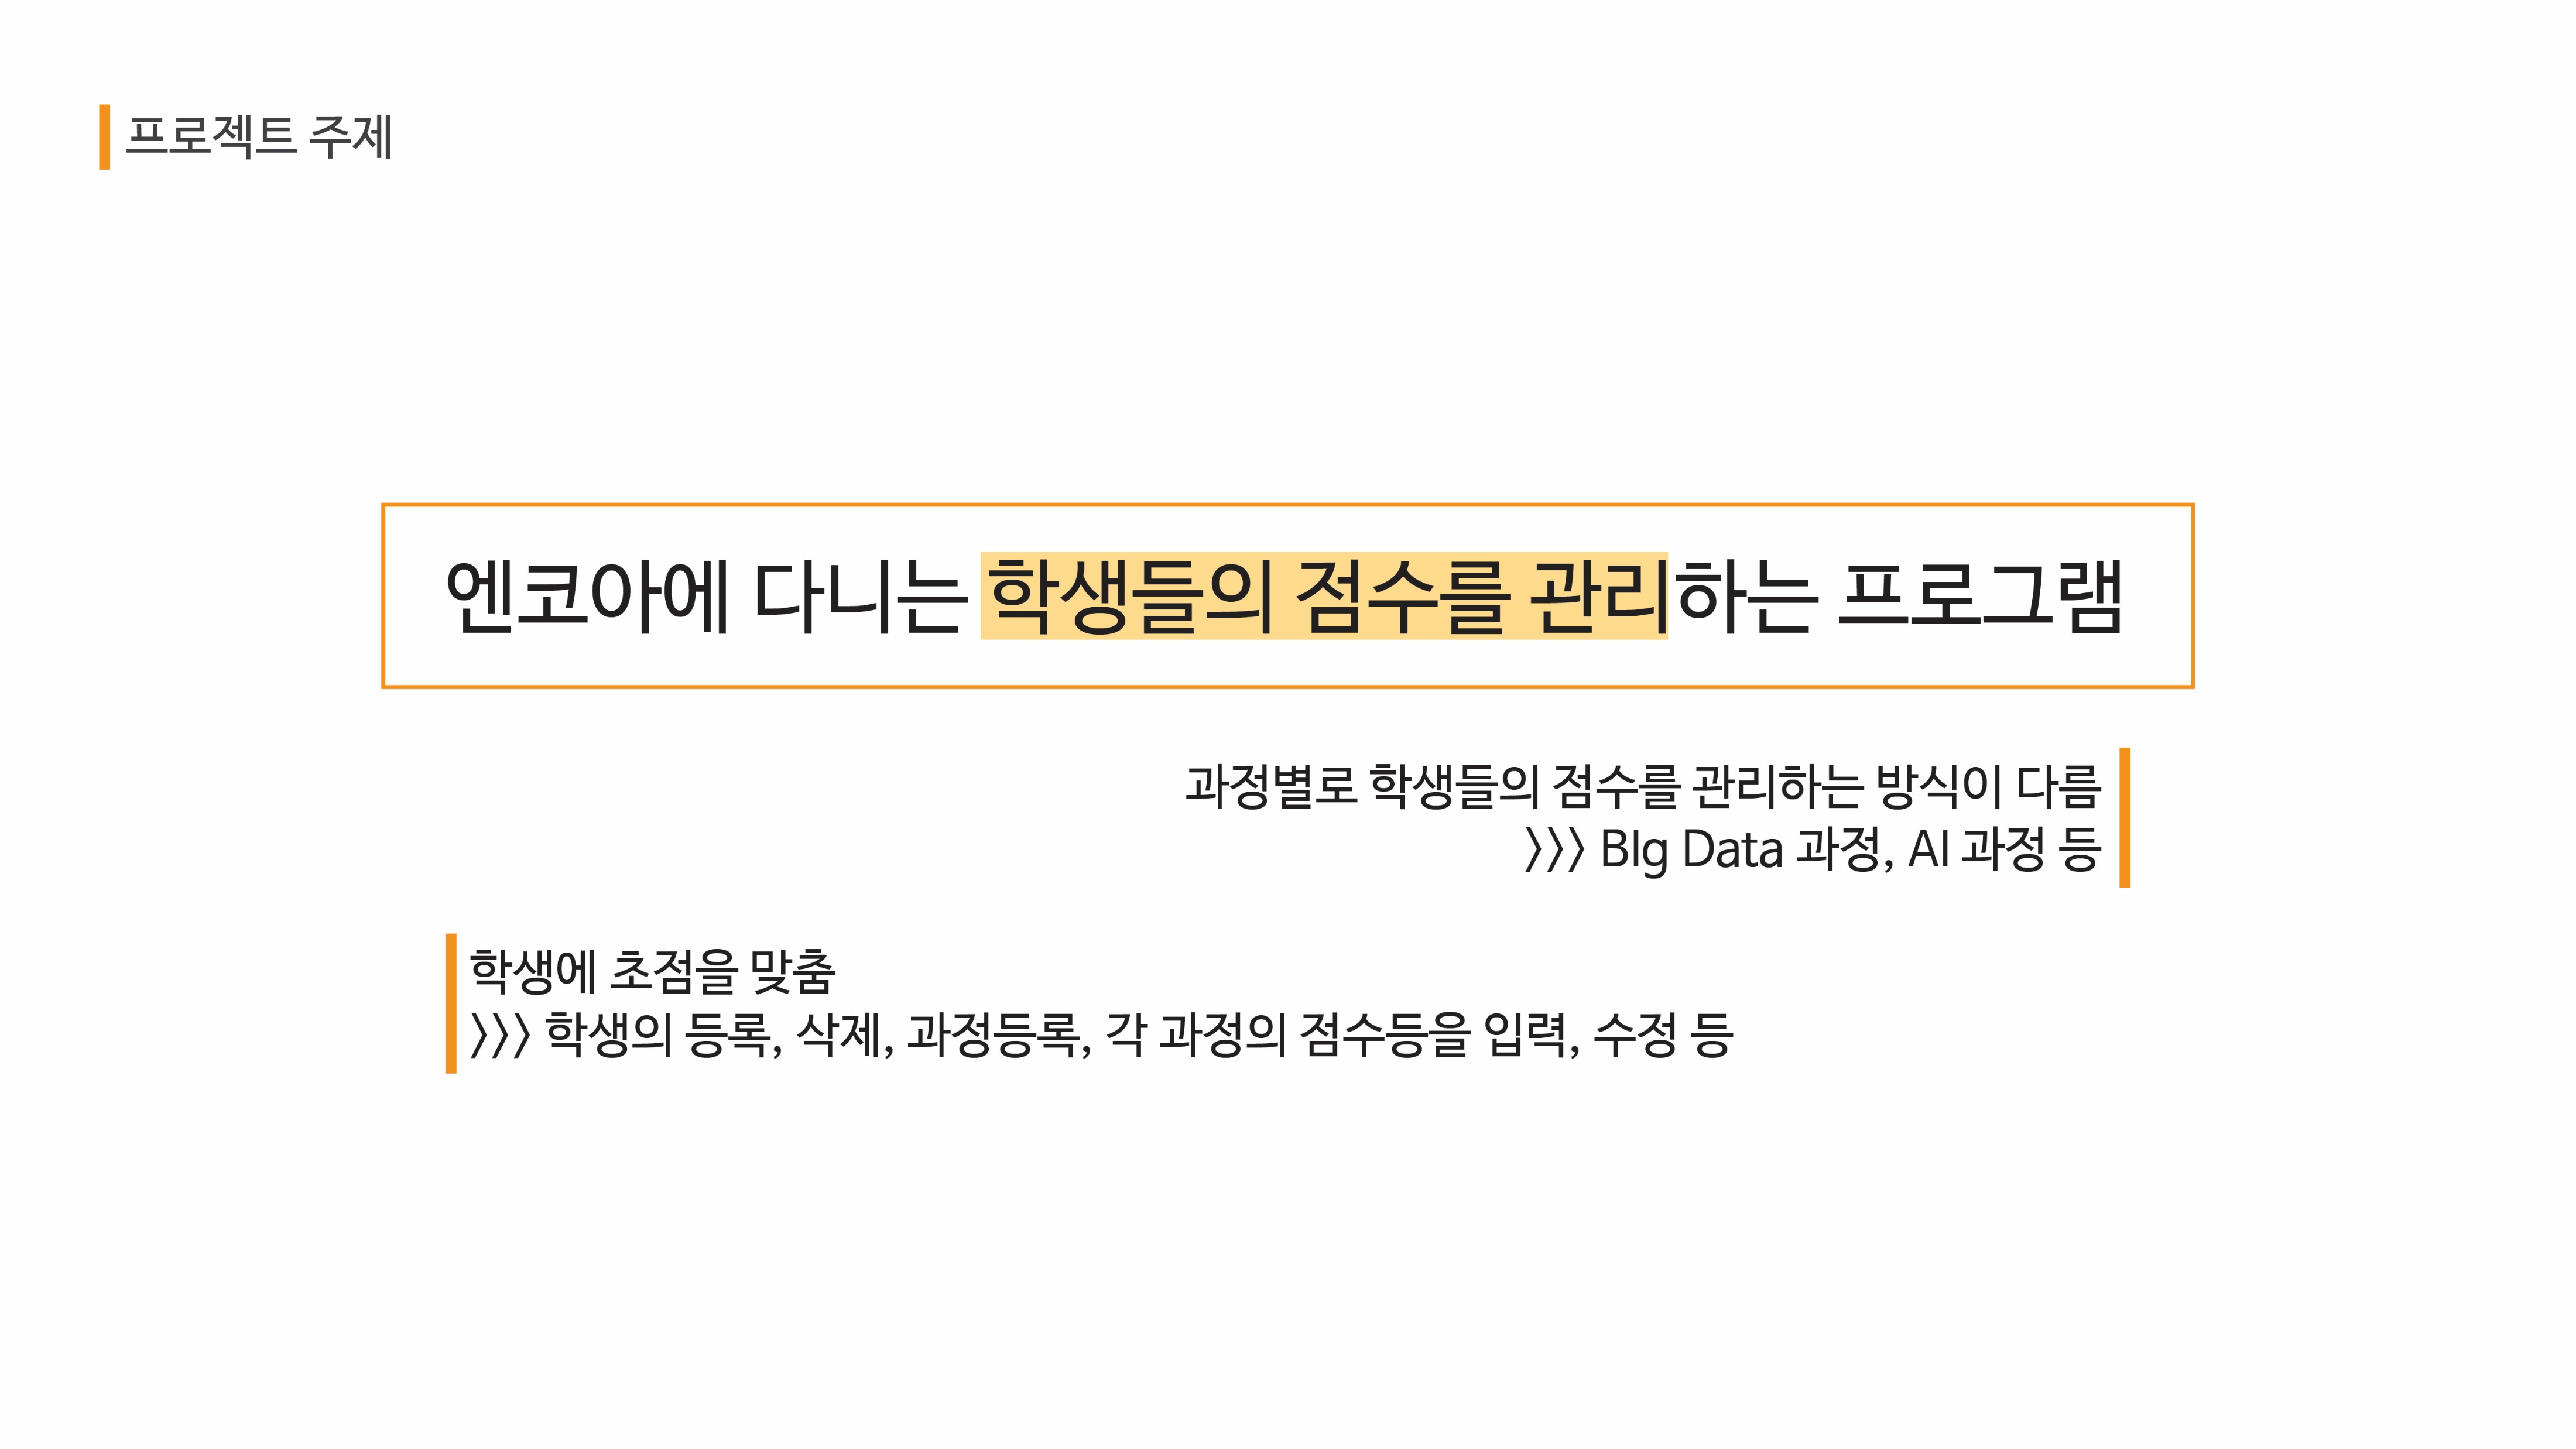 프로젝트 주제
엔코아에 다니는 학생들의 점수를 관리하는 프로그램
과정별로 학생들의 점수를 관리하는 방식이 다름
>>> BIg Data 과정, AI 과정 등
학생에 초점을 맞춤
>>> 학생의 등록, 삭제, 과정등록, 각 과정의 점수등을 입력, 수정 등